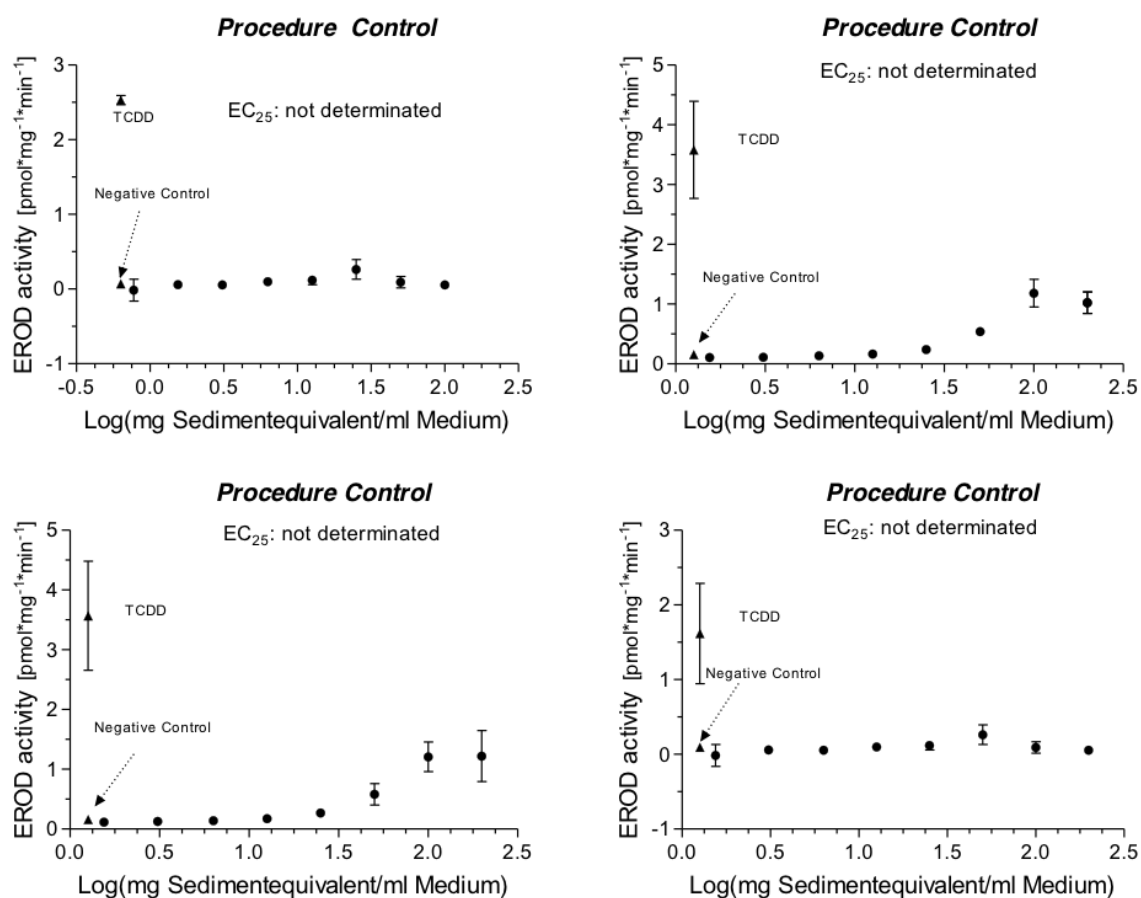 Procedure Control
EC25: not determinated
TCDD
Negative Control
EROD activity [pmol*mg-1*min-1]
3
2
1
0
-1
-0.5
0.0
0.5
1.0
1.5
2.0
2.5
Log(mg Sedimentequivalent/ml Medium)
Procedure Control
EC25: not determinated
TCDD
Negative Control
EROD activity [pmol*mg-1*min-1]
5
4
3
2
1
0
0.0
0.5
1.0
1.5
2.0
2.5
Log(mg Sedimentequivalent/ml Medium)
Procedure Control
EC25: not determinated
TCDD
Negative Control
EROD activity [pmol*mg-1*min-1]
5
4
3
2
1
0
0.0
0.5
1.0
1.5
2.0
2.5
Log(mg Sedimentequivalent/ml Medium)
Procedure Control
EC25: not determinated
TCDD
Negative Control
EROD activity [pmol*mg-1*min-1]
3
2
1
0
-1
0.0
0.5
1.0
1.5
2.0
2.5
Log(mg Sedimentequivalent/ml Medium)